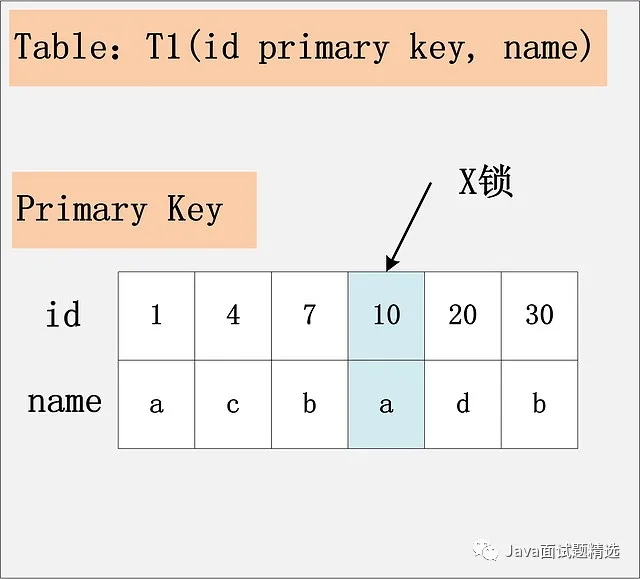 Table: T1(id primary key, name)
X锁
Primary Key
id 1 4 7 10 20 30
name a c b a d b
Java面试题精选